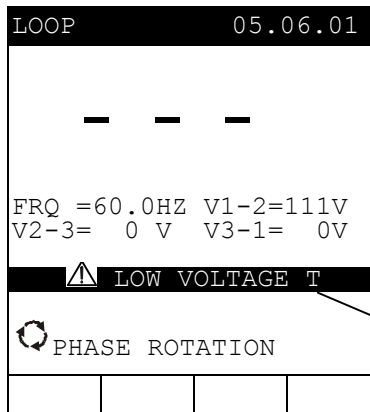 LOOP 05.06.01
– – –
FRQ =60.0HZ V1-2=111V
V2-3= 0 V V3-1= 0V
LOW VOLTAGE T
PHASE ROTATION